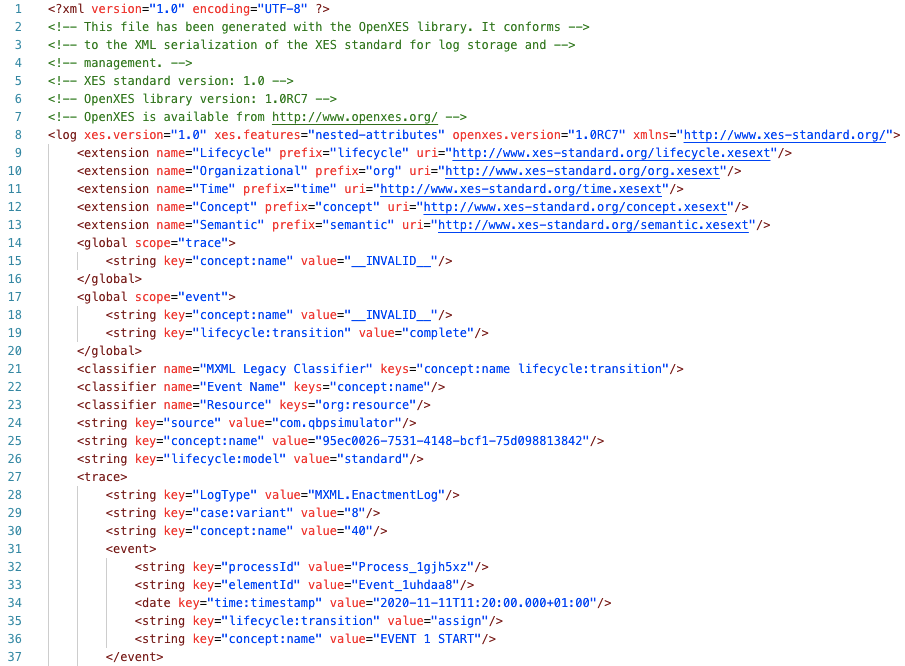 1 <?xml version="1.0" encoding="UTF-8" ?>
2 <!-- This file has been generated with the OpenXES library. It conforms -->
3 <!-- to the XML serialization of the XES standard for log storage and -->
4 <!-- management. -->
5 <!-- XES standard version: 1.0 -->
6 <!-- OpenXES library version: 1.0RC7 -->
7 <!-- OpenXES is available from http://www.openxes.org/ -->
8 <log xes.version="1.0" xes.features="nested-attributes" openxes.version="1.0RC7" xmlns="http://www.xes-standard.org/">
9 <extension name="Lifecycle" prefix="lifecycle" uri="http://www.xes-standard.org/lifecycle.xesext"/>
10 <extension name="Organizational" prefix="org" uri="http://www.xes-standard.org/org.xesext"/>
11 <extension name="Time" prefix="time" uri="http://www.xes-standard.org/time.xesext"/>
12 <extension name="Concept" prefix="concept" uri="http://www.xes-standard.org/concept.xesext"/>
13 <extension name="Semantic" prefix="semantic" uri="http://www.xes-standard.org/semantic.xesext"/>
14 <global scope="trace">
15 <string key="concept:name" value="__INVALID__"/>
16 </global>
17 <global scope="event">
18 <string key="concept:name" value="__INVALID__"/>
19 <string key="lifecycle:transition" value="complete"/>
20 </global>
21 <classifier name="MXML Legacy Classifier" keys="concept:name lifecycle:transition"/>
22 <classifier name="Event Name" keys="concept:name"/>
23 <classifier name="Resource" keys="org:resource"/>
24 <string key="source" value="com.qbpsimulator"/>
25 <string key="concept:name" value="95ec0026-7531-4148-bcf1-75d098813842"/>
26 <string key="lifecycle:model" value="standard"/>
27 <trace>
28 <string key="LogType" value="MXML.EnactmentLog"/>
29 <string key="case:variant" value="8"/>
30 <string key="concept:name" value="40"/>
31 <event>
32 <string key="processId" value="Process_1gjh5xz"/>
33 <string key="elementId" value="Event_1uhdaa8"/>
34 <date key="time:timestamp" value="2020-11-11T11:20:00.000+01:00"/>
35 <string key="lifecycle:transition" value="assign"/>
36 <string key="concept:name" value="EVENT 1 START"/>
37 </event>